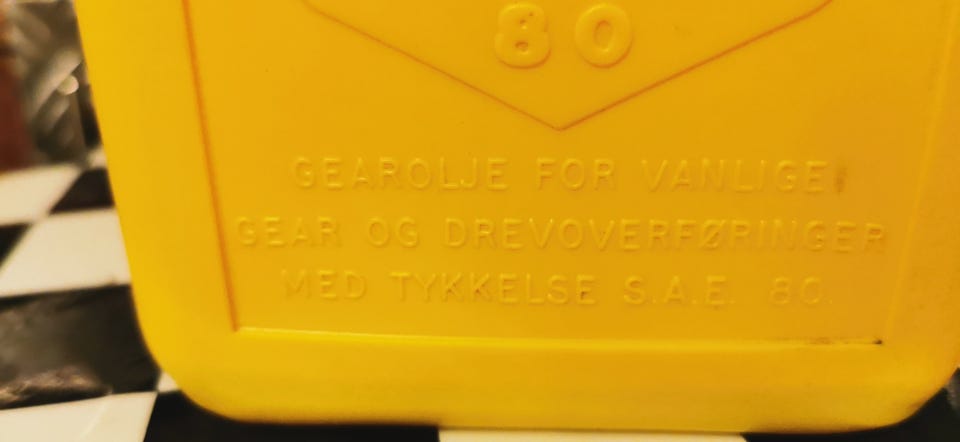 80
GEAROLJE FOR VANLIGE
GEAR OG DREVOVERFØRINGER
MED TYKKELSE S.A.E. 80.